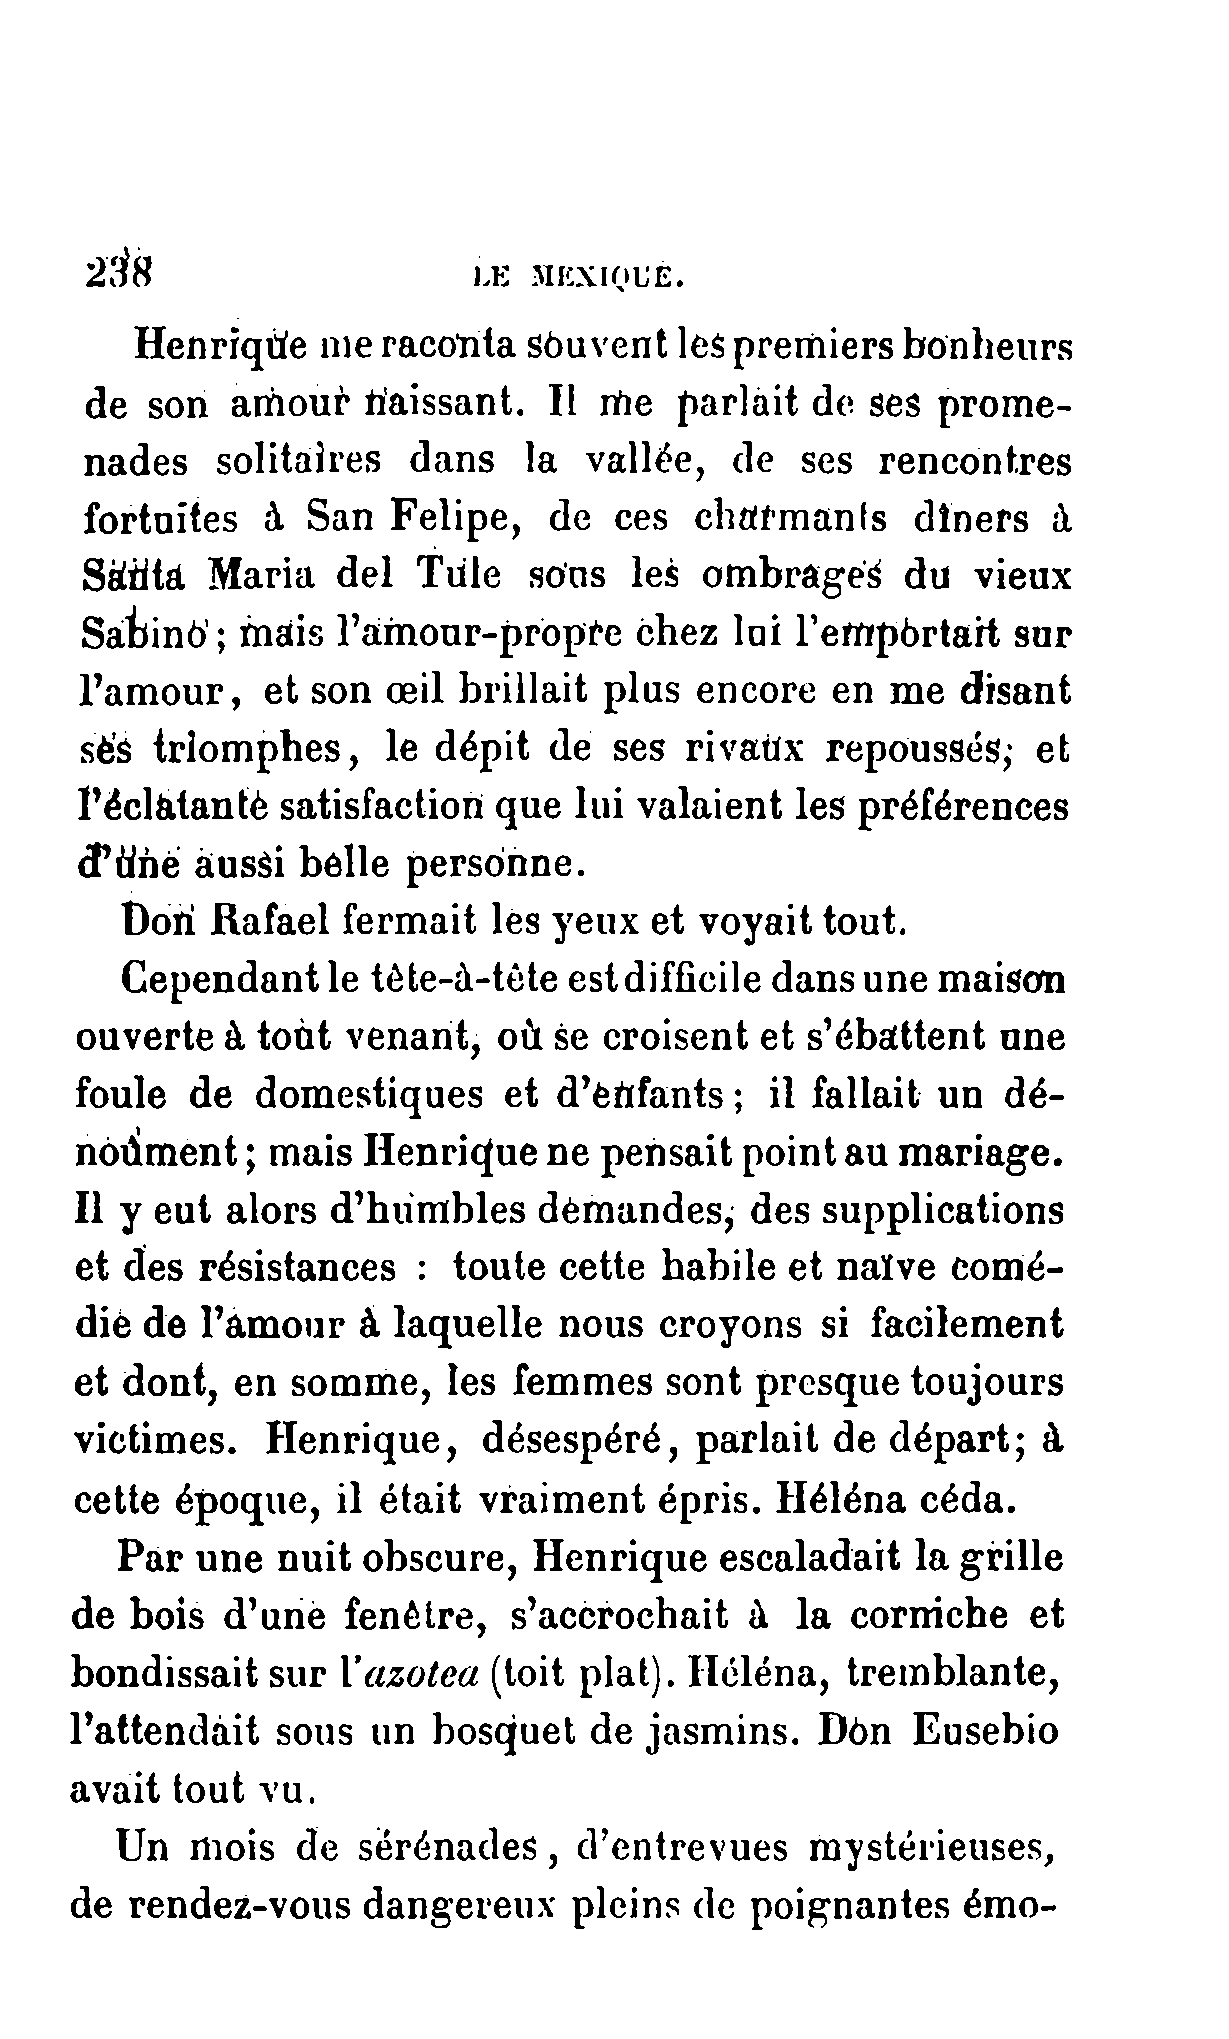 238 LE MEXIQUE.
Henrique me raconta souvent les premiers bonheurs
de son amour naissant. Il me parlait de ses prome-
nades solitaires dans la vallée, de ses rencontres
fortuites à San Felipe, de ces charmants dîners à
Santa Maria del Tule sous les ombrages du vieux
Sabino ; mais l'amour-propre chez lui l'emportait sur
l'amour, et son œil brillait plus encore en me disant
ses triomphes, le dépit de ses rivaux repoussés, et
l'éclatante satisfaction que lui valaient les préférences
d'une aussi belle personne.
Don Rafael fermait les yeux et voyait tout.
Cependant le tête-à-tête est difficile dans une maison
ouverte à tout venant, où se croisent et s'ébattent une
foule de domestiques et d'enfants ; il fallait un dé-
noûment ; mais Henrique ne pensait point au mariage.
Il y eut alors d'humbles demandes, des supplications
et des résistances : toute cette habile et naïve comé-
die de l'amour à laquelle nous croyons si facilement
et dont, en somme, les femmes sont presque toujours
victimes. Henrique, désespéré, parlait de départ ; à
cette époque, il était vraiment épris. Héléna céda.
Par une nuit obscure, Henrique escaladait la grille
de bois d'une fenêtre, s'accrochait à la corniche et
bondissait sur l'azotea (toit plat). Héléna, tremblante,
l'attendait sous un bosquet de jasmins. Don Eusebio
avait tout vu.
Un mois de sérénades, d'entrevues mystérieuses,
de rendez-vous dangereux pleins de poignantes émo-